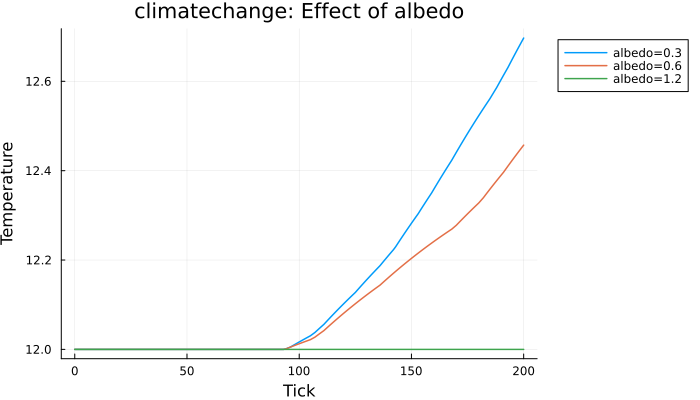 climatechange: Effect of albedo
albedo=0.3
albedo=0.6
albedo=1.2
12.6
12.4
12.2
12.0
Temperature
0 50 100 150 200
Tick